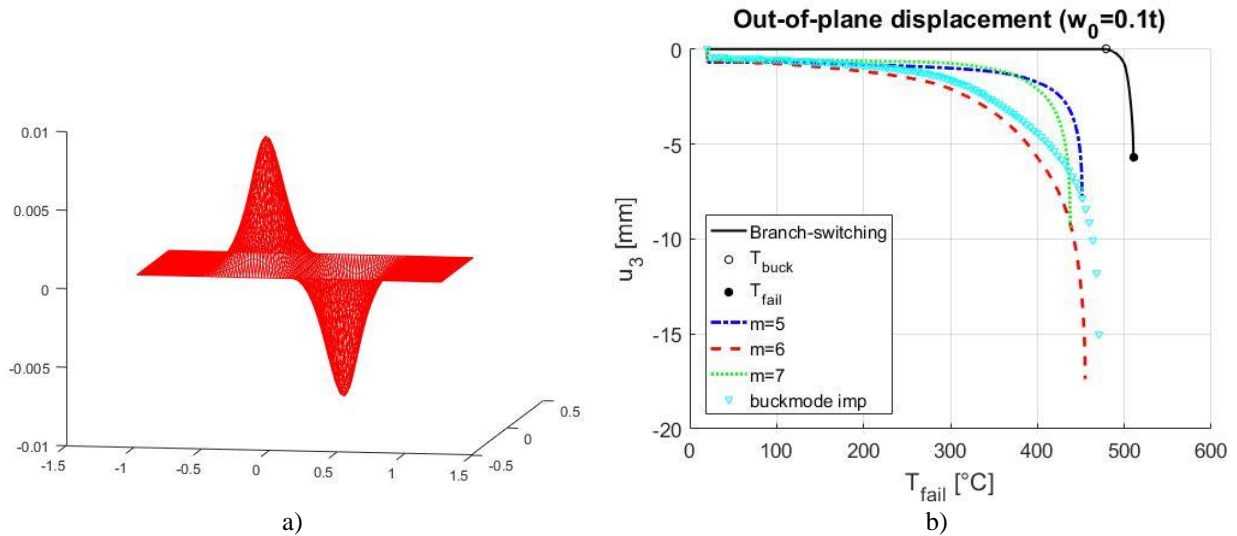 Out-of-plane displacement (w0=0.1t)
0.01
0.005
0
-0.005
-0.01
-1.5
-1
-0.5
0
0.5
1
1.5
-0.5
0
0.5
a)
u3 [mm]
0
-5
-10
-15
-20
Branch-switching
Tbuck
Tfail
m=5
m=6
m=7
buckmode imp
0
100
200
300
400
500
600
Tfail [°C]
b)